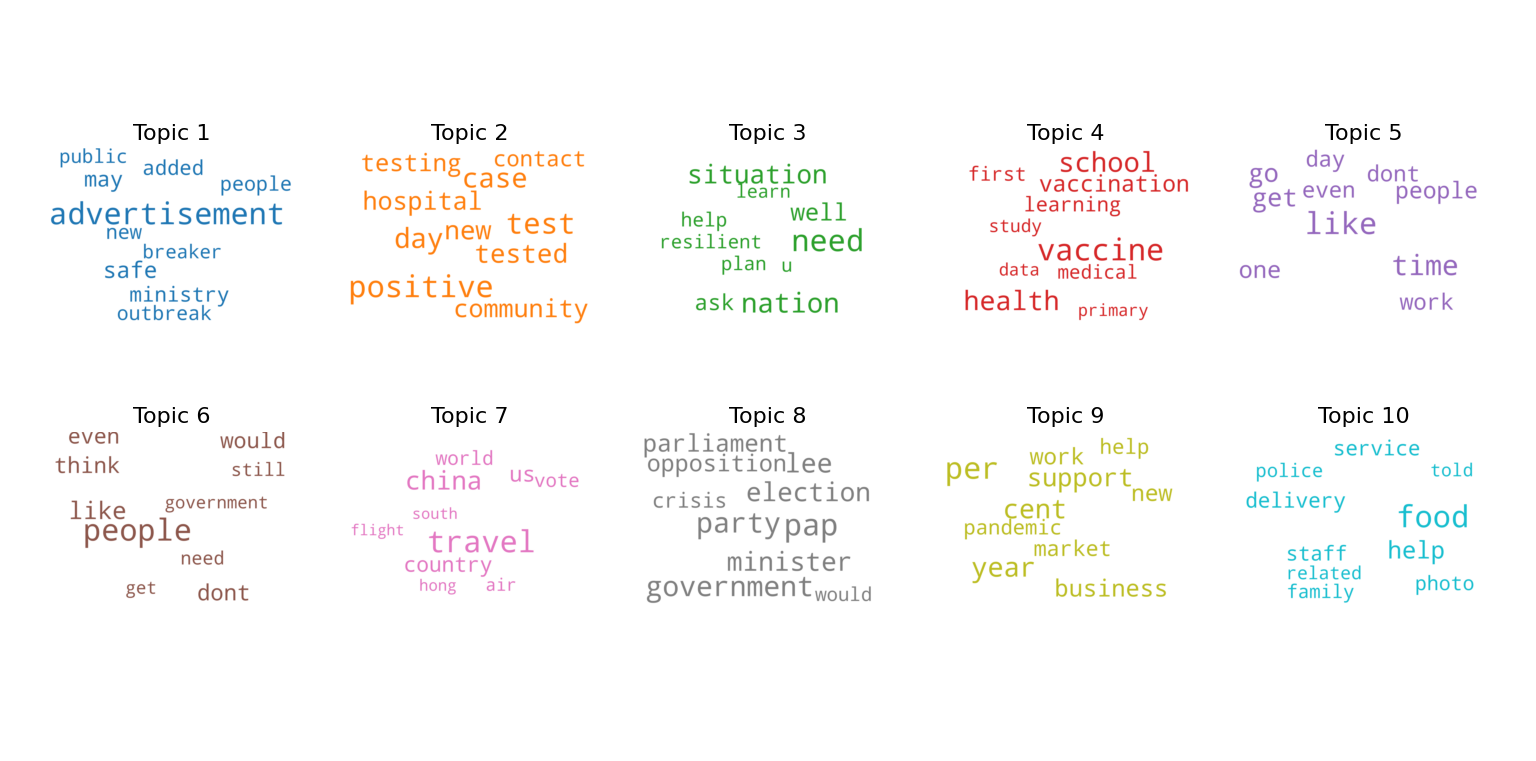 Topic 1
public
added
may
people
advertisement
new
breaker
safe
ministry
outbreak
Topic 2
testing
contact
case
hospital
test
day
new
tested
positive
community
Topic 3
situation
learn
help
well
resilient
need
plan
u
ask
nation
Topic 4
school
first
vaccination
learning
study
vaccine
data
medical
health
primary
Topic 5
day
go
dont
get
even
people
like
time
one
work
Topic 6
even
would
think
still
like
government
people
need
get
dont
Topic 7
world
china
us
vote
south
flight
travel
country
hong
air
Topic 8
parliament
opposition
lee
crisis
election
party
pap
minister
government
would
Topic 9
help
work
per
support
new
cent
pandemic
market
year
business
Topic 10
service
police
told
delivery
food
staff
help
related
photo
family